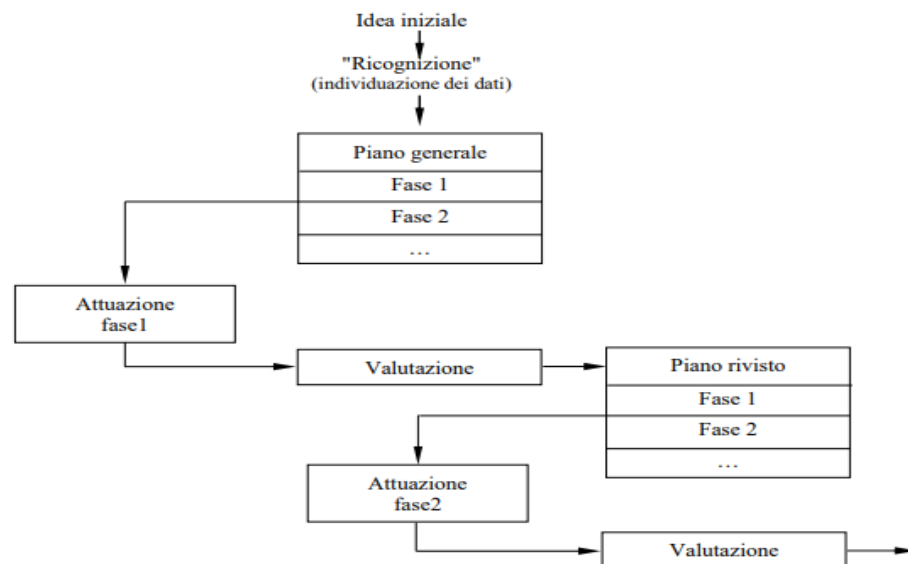 Idea iniziale
"Ricognizione"
(individuazione dei dati)
Piano generale
Fase 1
Fase 2
…
Attuazione
fase1
Valutazione
Piano rivisto
Fase 1
Fase 2
…
Attuazione
fase2
Valutazione